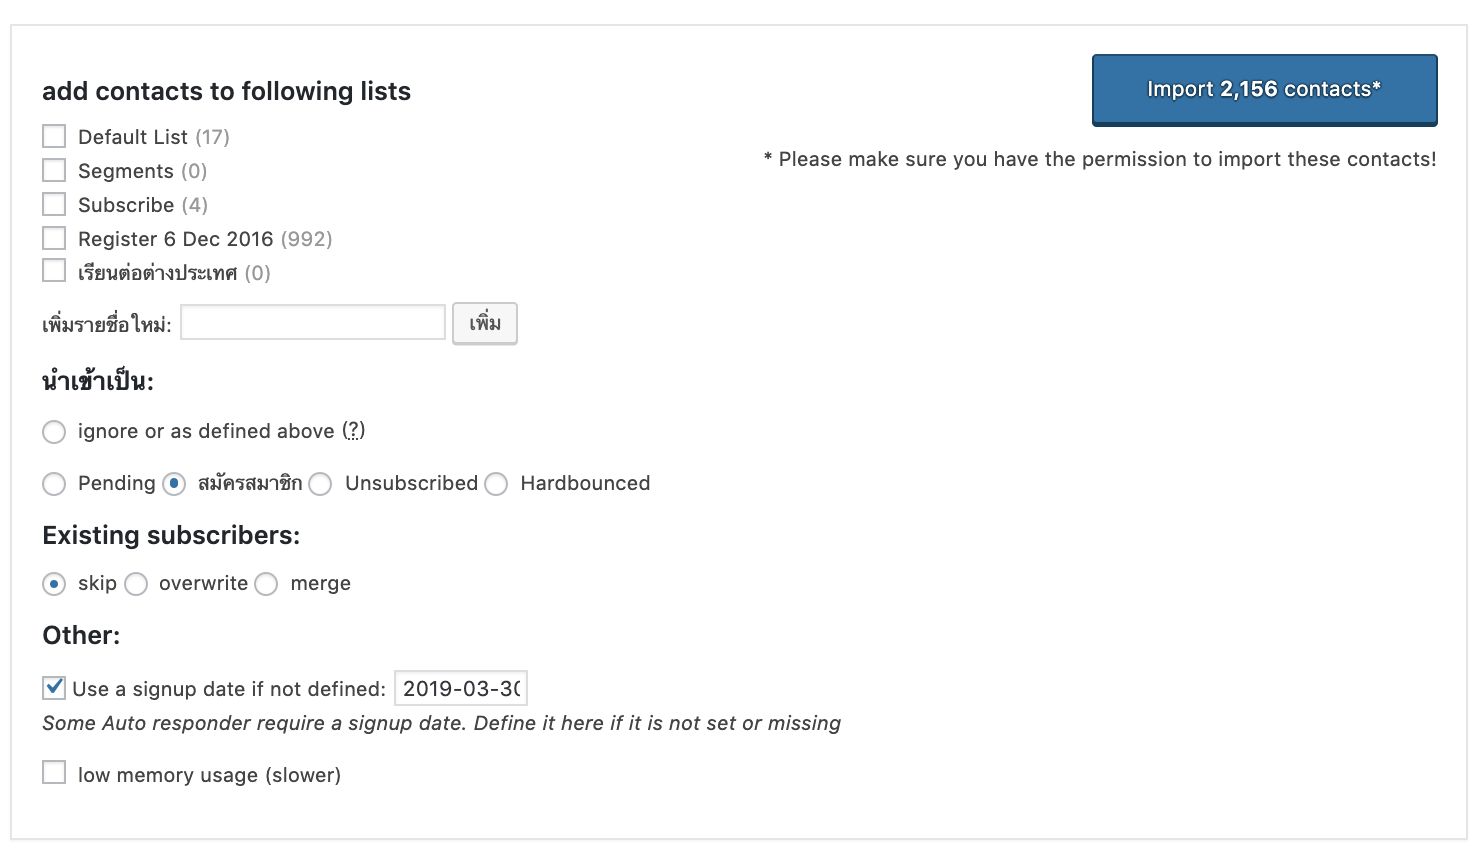 add contacts to following lists
Import 2,156 contacts*
* Please make sure you have the permission to import these contacts!
Default List (17)
Segments (0)
Subscribe (4)
Register 6 Dec 2016 (992)
เรียนต่อต่างประเทศ (0)
เพิ่มรายชื่อใหม่: เพิ่ม
นำเข้าเป็น:
ignore or as defined above (?)
Pending สมัครสมาชิก Unsubscribed Hardbounced
Existing subscribers:
skip overwrite merge
Other:
Use a signup date if not defined: 2019-03-30
Some Auto responder require a signup date. Define it here if it is not set or missing
low memory usage (slower)